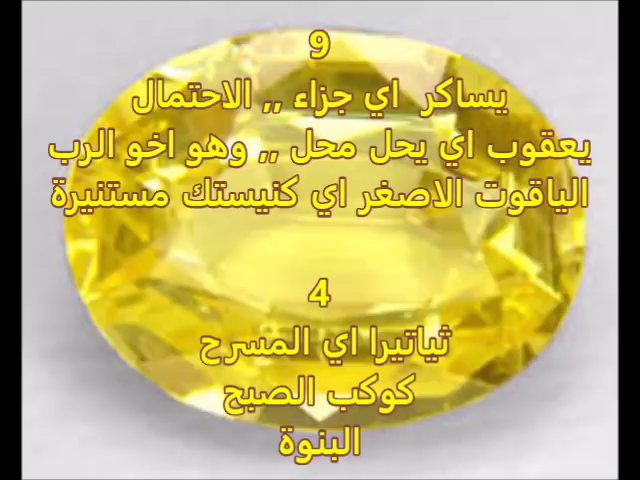 9
يساكر اي جزاء ,, الاحتمال
يعقوب اي يحل محل ,, وهو اخو الرب
الياقوت الاصغر اي كنيستك مستنيرة
4
ثياتيرا اي المسرح
كوكب الصبح
البنوة